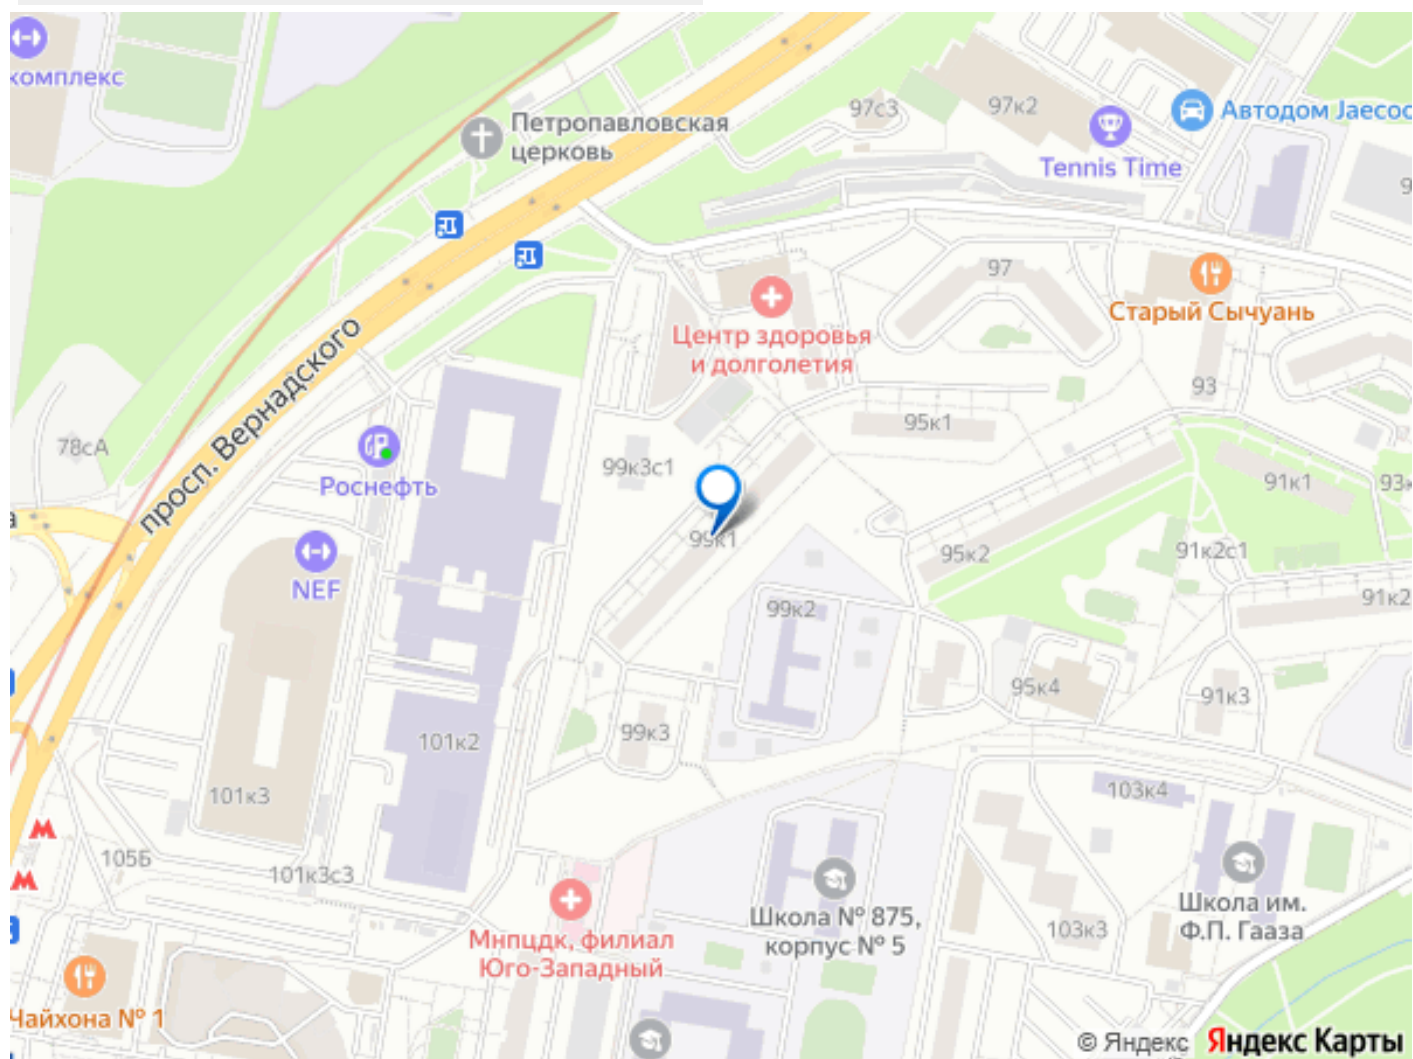 комплекс
Петропавловская
церковь
97с3
97к2
Автодом Jaecoo
Tennis Time
97
Старый Сычуань
Центр здоровья
и долголетия
93
просп. Вернадского
78сА
Роснефть
99к3с1
95к1
99к1
91к1
93к
95к2
91к2с1
NEF
99к2
91к2
95к4
91к3
99к3
101к2
101к3
103к4
105Б
101к3с3
Школа № 875,
корпус № 5
103к3
Школа им.
Ф.П. Гааза
Мнпцдк, филиал
Юго-Западный
Чайхона № 1
© Яндекс Яндекс Карты